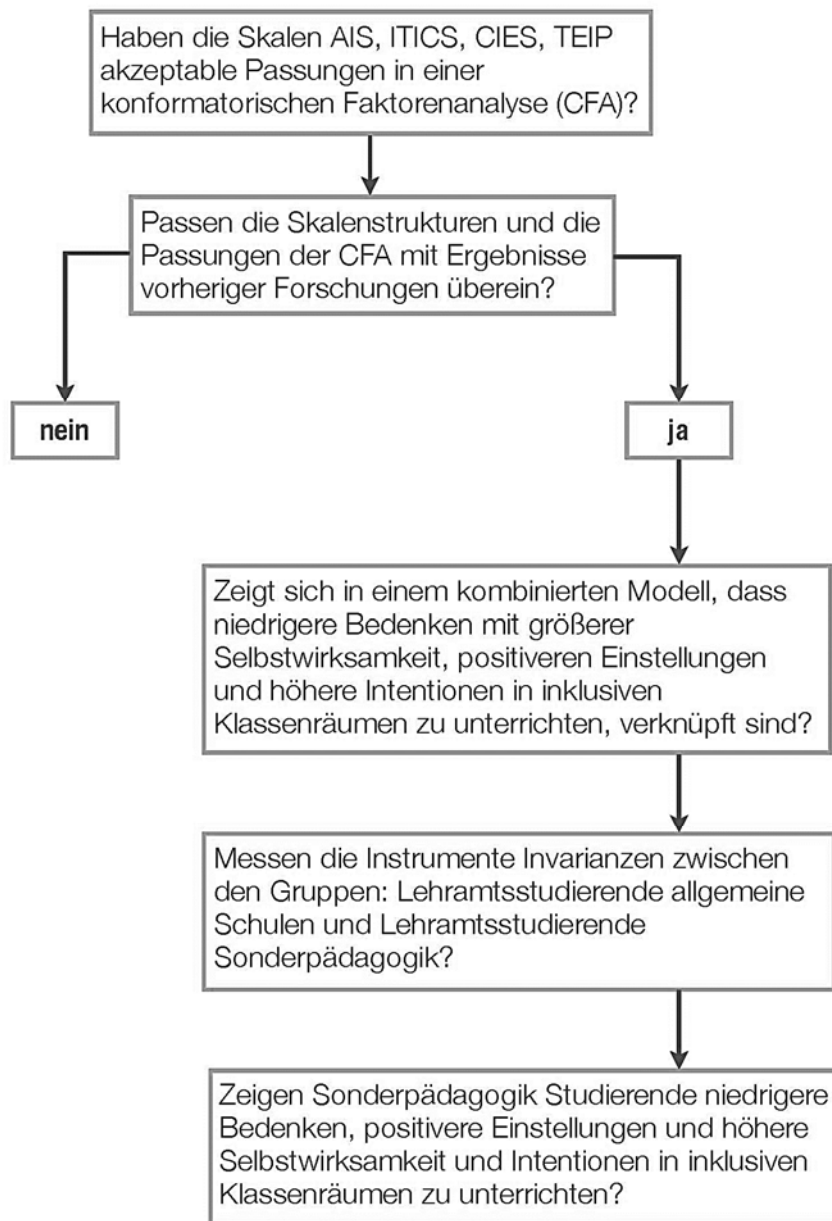 Haben die Skalen AIS, ITICS, CIES, TEIP
akzeptable Passungen in einer
konformatorischen Faktorenanalyse (CFA)?
Passen die Skalenstrukturen und die
Passungen der CFA mit Ergebnisse
vorheriger Forschungen überein?
nein
ja
Zeigt sich in einem kombinierten Modell, dass
niedrigere Bedenken mit größerer
Selbstwirksamkeit, positiveren Einstellungen
und höhere Intentionen in inklusiven
Klassenräumen zu unterrichten, verknüpft sind?
Messen die Instrumente Invarianzen zwischen
den Gruppen: Lehramtsstudierende allgemeine
Schulen und Lehramtsstudierende
Sonderpädagogik?
Zeigen Sonderpädagogik Studierende niedrigere
Bedenken, positivere Einstellungen und höhere
Selbstwirksamkeit und Intentionen in inklusiven
Klassenräumen zu unterrichten?